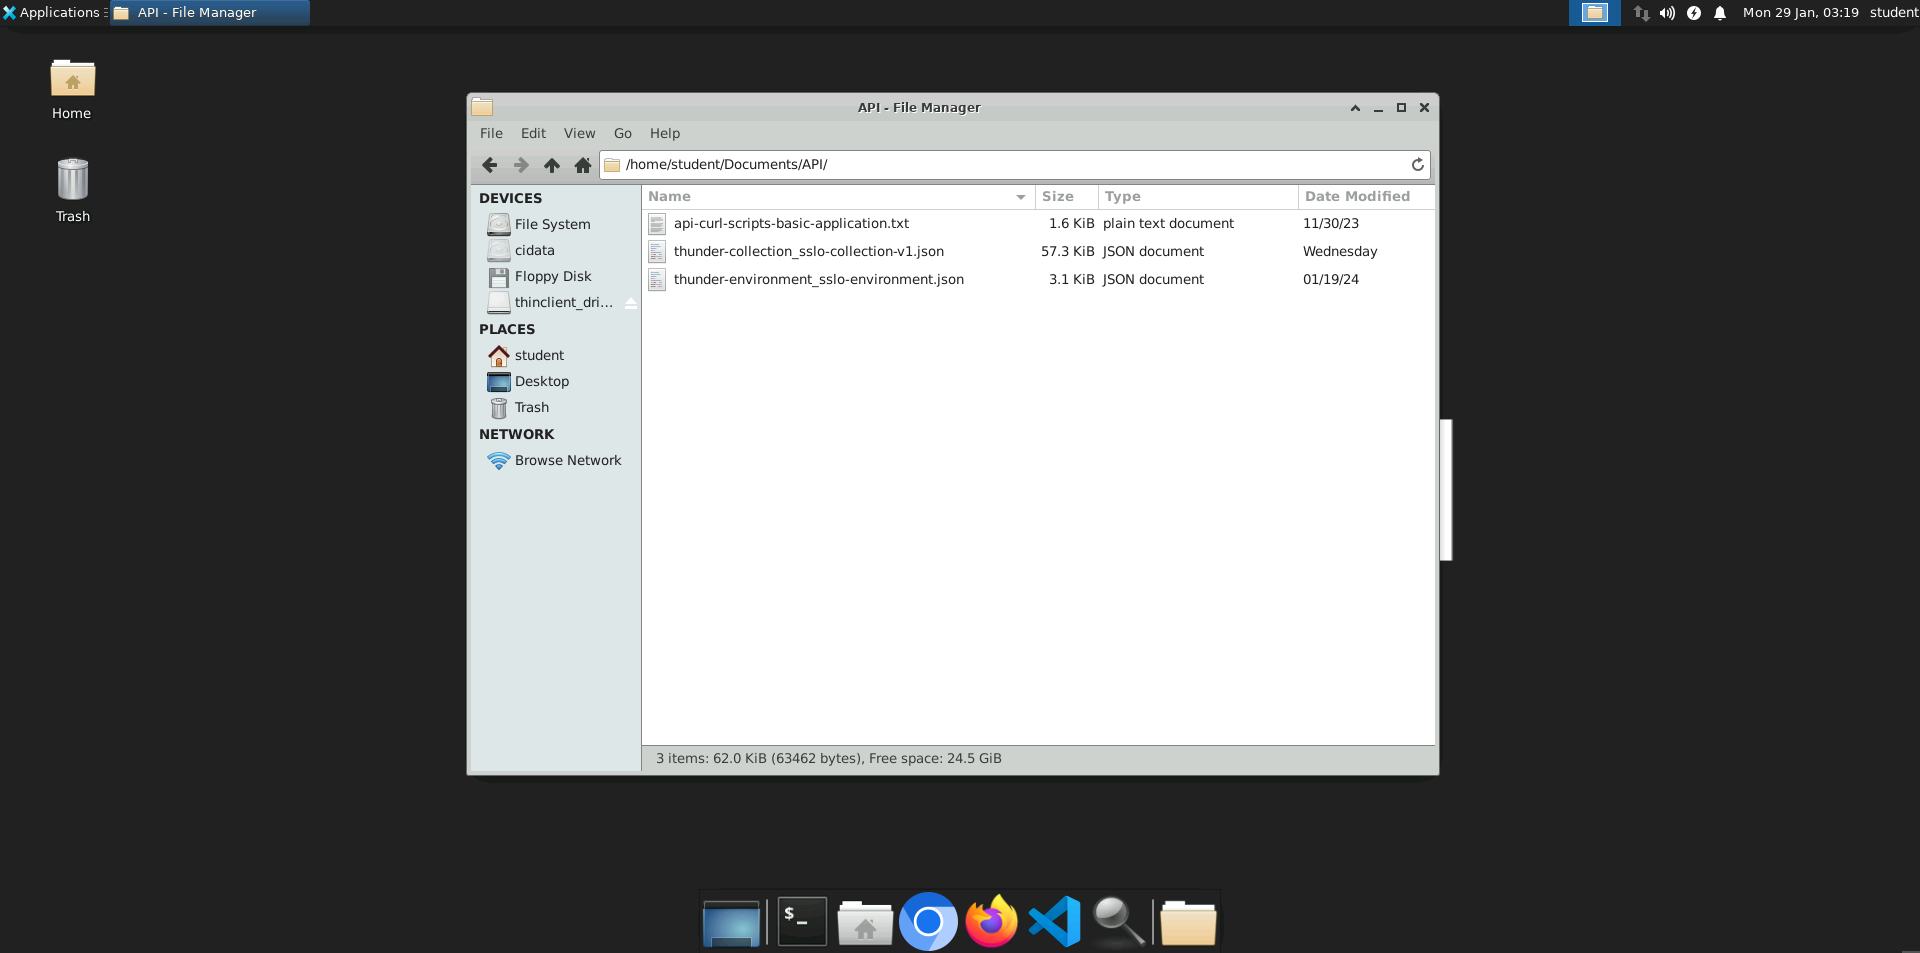 Applications API - File Manager Mon 29 Jan, 03:19 student
Home
Trash
API - File Manager
File Edit View Go Help
/home/student/Documents/API/
DEVICES
File System
cidata
Floppy Disk
thinclient_dri...
PLACES
student
Desktop
Trash
NETWORK
Browse Network
Name Size Type Date Modified
api-curl-scripts-basic-application.txt 1.6 KiB plain text document 11/30/23
thunder-collection_sslo-collection-v1.json 57.3 KiB JSON document Wednesday
thunder-environment_sslo-environment.json 3.1 KiB JSON document 01/19/24
3 items: 62.0 KiB (63462 bytes), Free space: 24.5 GiB
$_